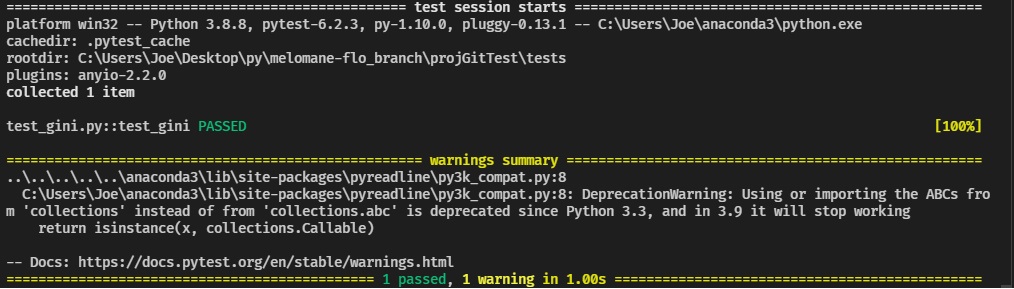 ================================================== test session starts ===================================================
platform win32 -- Python 3.8.8, pytest-6.2.3, py-1.10.0, pluggy-0.13.1 -- C:\Users\Joe\anaconda3\python.exe
cachedir: .pytest_cache
rootdir: C:\Users\Joe\Desktop\py\melomane-flo_branch\projGitTest\tests
plugins: anyio-2.2.0
collected 1 item
test_gini.py::test_gini PASSED [100%]
==================================================== warnings summary ====================================================
..\..\..\..\..\anaconda3\lib\site-packages\pyreadline\py3k_compat.py:8
C:\Users\Joe\anaconda3\lib\site-packages\pyreadline\py3k_compat.py:8: DeprecationWarning: Using or importing the ABCs fro
m 'collections' instead of from 'collections.abc' is deprecated since Python 3.3, and in 3.9 it will stop working
return isinstance(x, collections.Callable)
-- Docs: https://docs.pytest.org/en/stable/warnings.html
============================================== 1 passed, 1 warning in 1.00s ==============================================